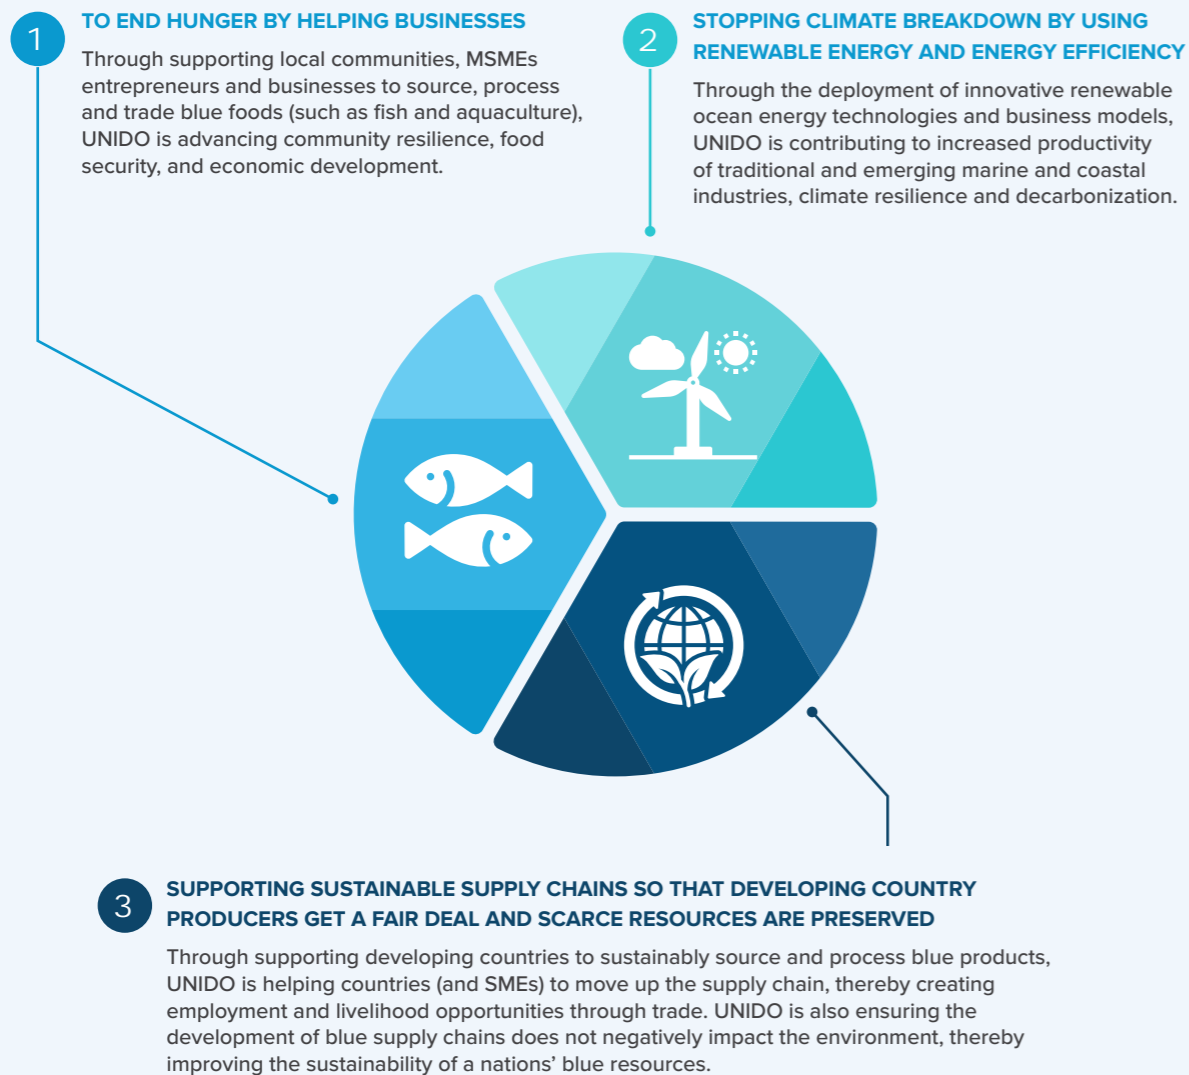 1
TO END HUNGER BY HELPING BUSINESSES
Through supporting local communities, MSMEs
entrepreneurs and businesses to source, process
and trade blue foods (such as fish and aquaculture),
UNIDO is advancing community resilience, food
security, and economic development.
2
STOPPING CLIMATE BREAKDOWN BY USING
RENEWABLE ENERGY AND ENERGY EFFICIENCY
Through the deployment of innovative renewable
ocean energy technologies and business models,
UNIDO is contributing to increased productivity
of traditional and emerging marine and coastal
industries, climate resilience and decarbonization.
3
SUPPORTING SUSTAINABLE SUPPLY CHAINS SO THAT DEVELOPING COUNTRY
PRODUCERS GET A FAIR DEAL AND SCARCE RESOURCES ARE PRESERVED
Through supporting developing countries to sustainably source and process blue products,
UNIDO is helping countries (and SMEs) to move up the supply chain, thereby creating
employment and livelihood opportunities through trade. UNIDO is also ensuring the
development of blue supply chains does not negatively impact the environment, thereby
improving the sustainability of a nations’ blue resources.